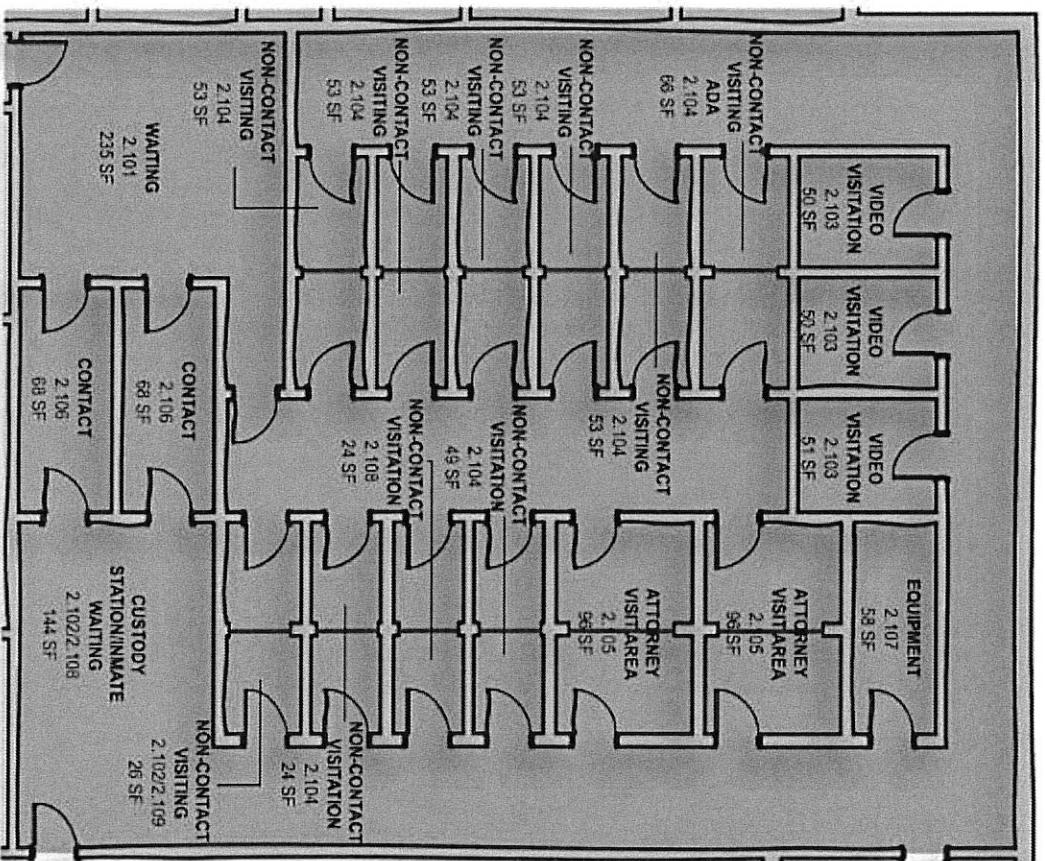 VIDEO
VISITATION
2.103
50 SF
VIDEO
VISITATION
2.103
50 SF
VIDEO
VISITATION
2.103
51 SF
EQUIPMENT
2.107
58 SF
NON-CONTACT
VISITING
ADA
2.104
66 SF
ATTORNEY
VISIT AREA
2.105
96 SF
NON-CONTACT
VISITING
2.104
53 SF
ATTORNEY
VISIT AREA
2.105
96 SF
NON-CONTACT
VISITING
2.104
53 SF
NON-CONTACT
VISITING
2.104
53 SF
NON-CONTACT
VISITATION
2.104
49 SF
NON-CONTACT
VISITING
2.104
53 SF
NON-CONTACT
VISITATION
2.108
24 SF
NON-CONTACT
VISITATION
2.104
24 SF
NON-CONTACT
VISITING
2.104
53 SF
NON-CONTACT
VISITING
2.102/2.109
26 SF
WAITING
2.101
235 SF
CONTACT
2.106
68 SF
CONTACT
2.106
68 SF
CUSTODY
STATION/INMATE
WAITING
2.102/2.108
144 SF